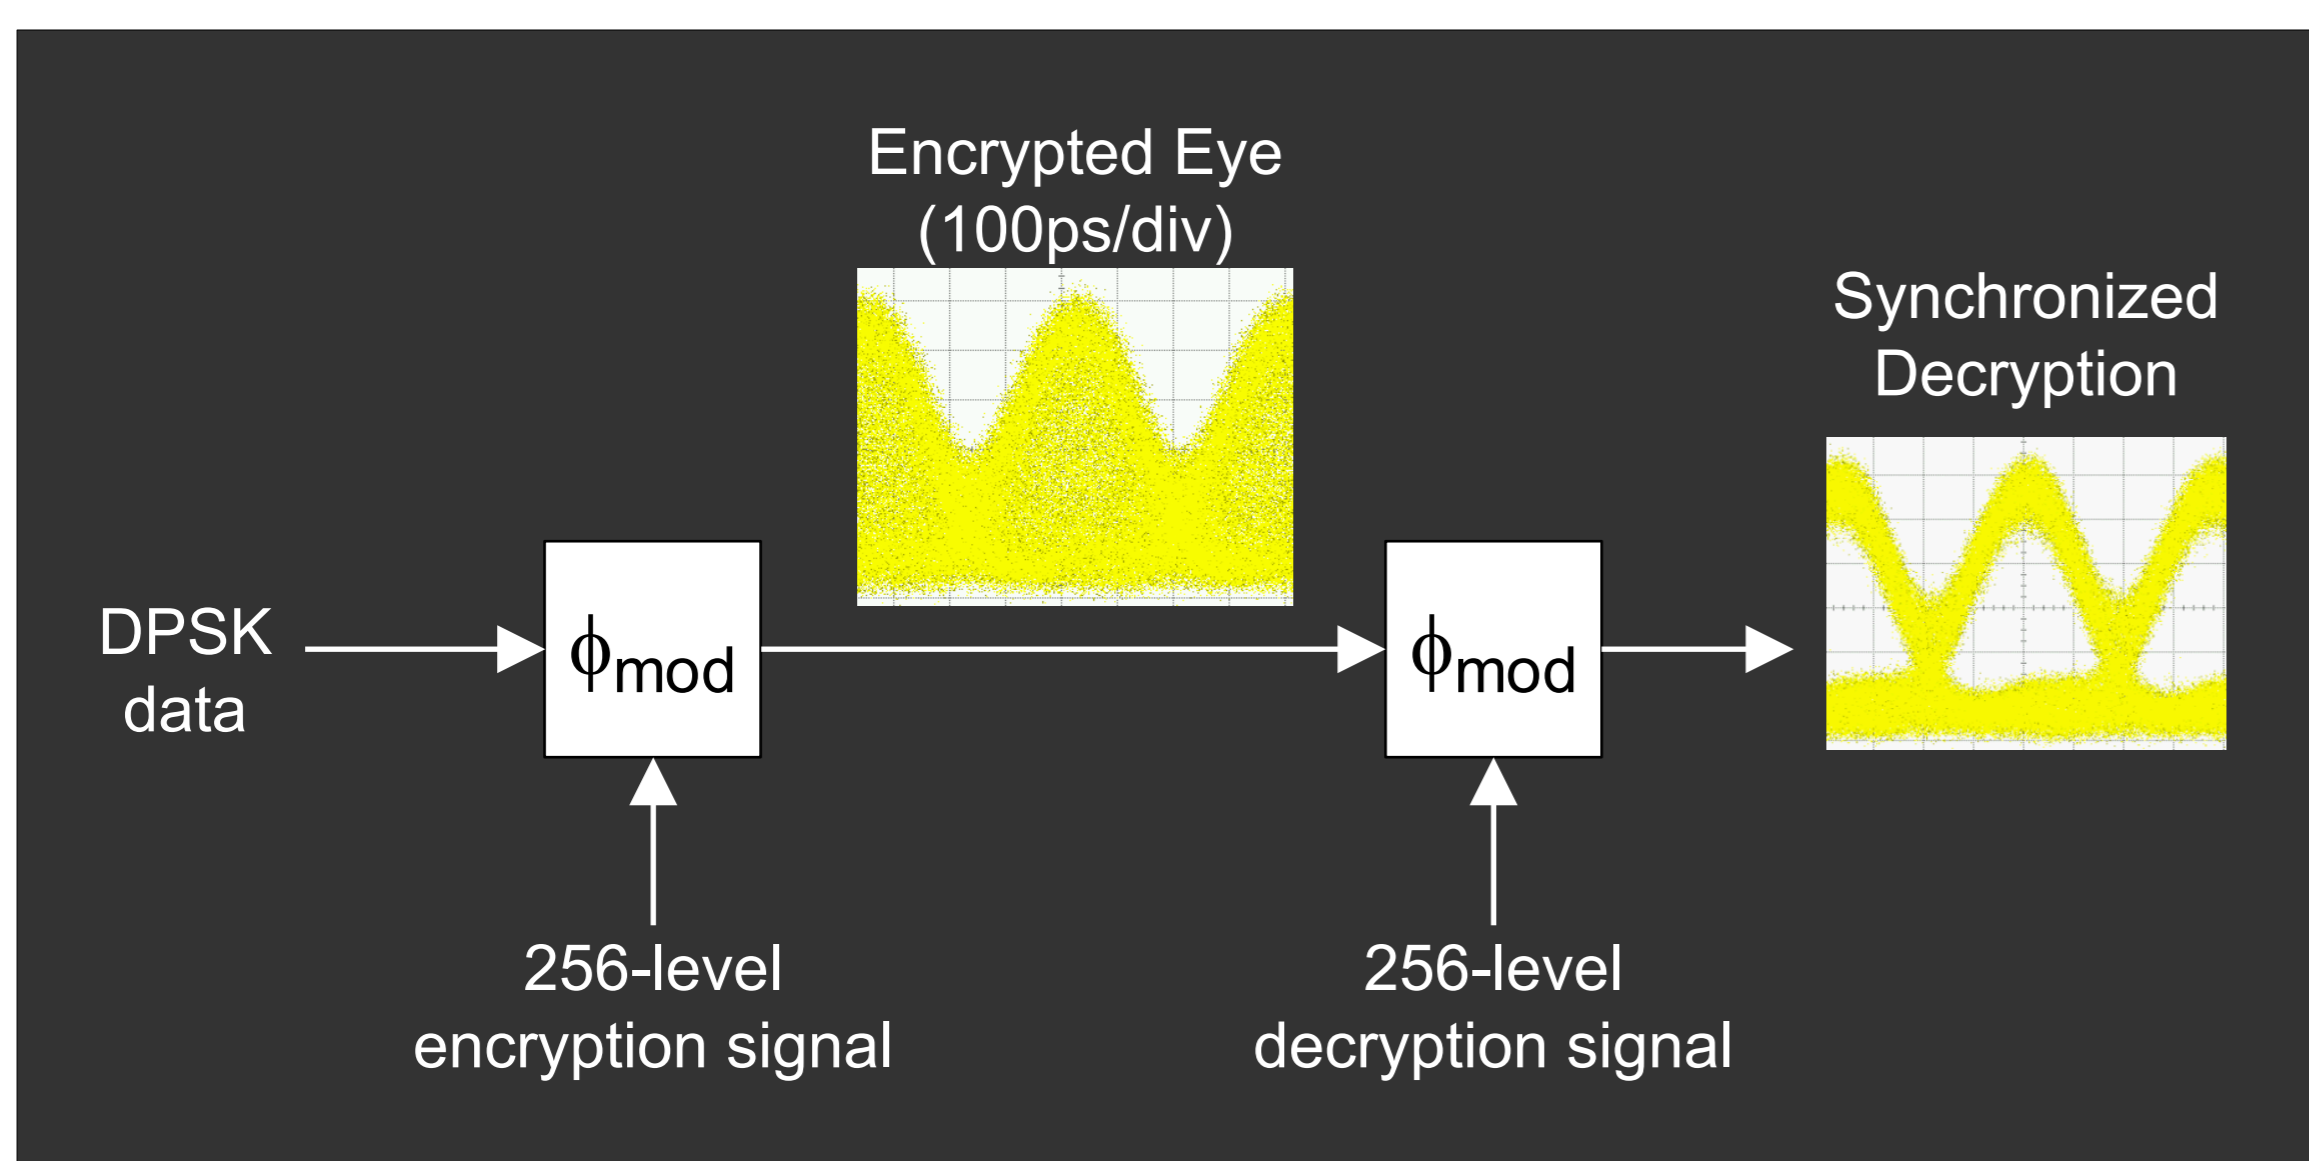 Encrypted Eye
(100ps/div)
Synchronized
Decryption
DPSK
data
ϕmod
ϕmod
256-level
encryption signal
256-level
decryption signal